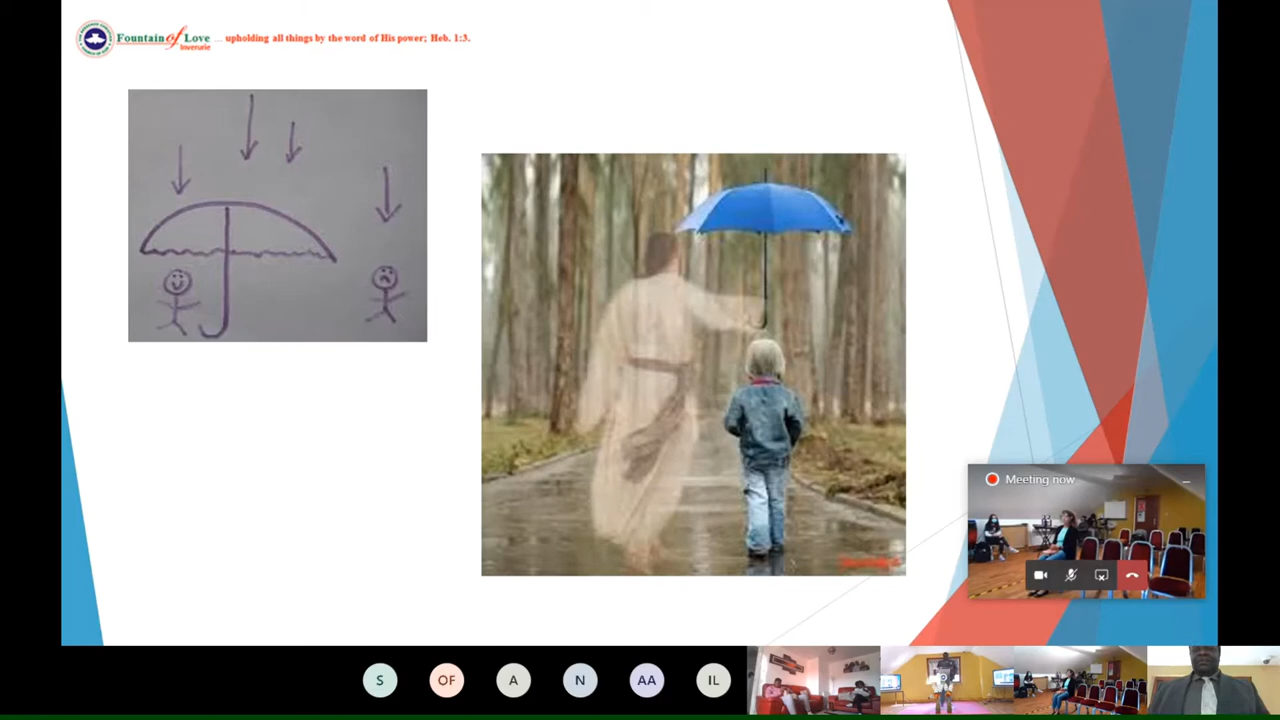 Fountain of Love ... upholding all things by the word of His power; Heb. 1:3.
Inverurie
Meeting now
S OF A N AA IL